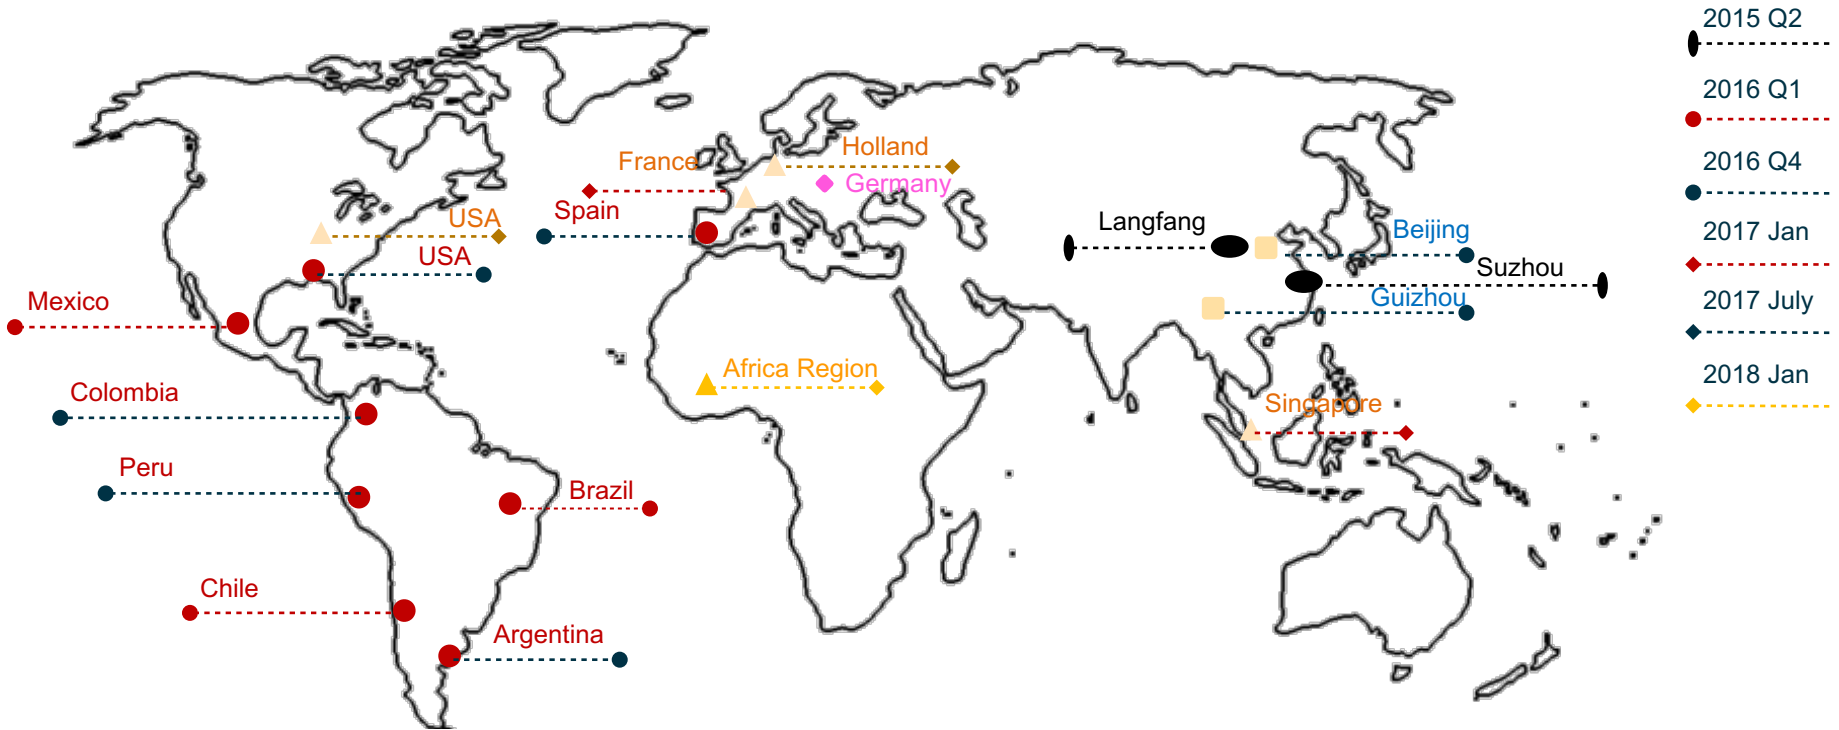 2015 Q2
2016 Q1
2016 Q4
2017 Jan
2017 July
2018 Jan
France
Holland
Germany
USA
Spain
USA
Langfang
Beijing
Suzhou
Guizhou
Mexico
Africa Region
Colombia
Singapore
Peru
Brazil
Chile
Argentina